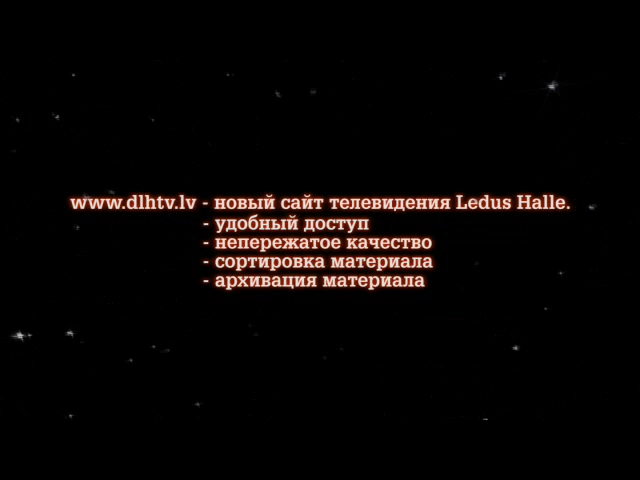 www.dlhtv.lv - новый сайт телевидения Ledus Halle.
- удобный доступ
- непережатое качество
- сортировка материала
- архивация материала